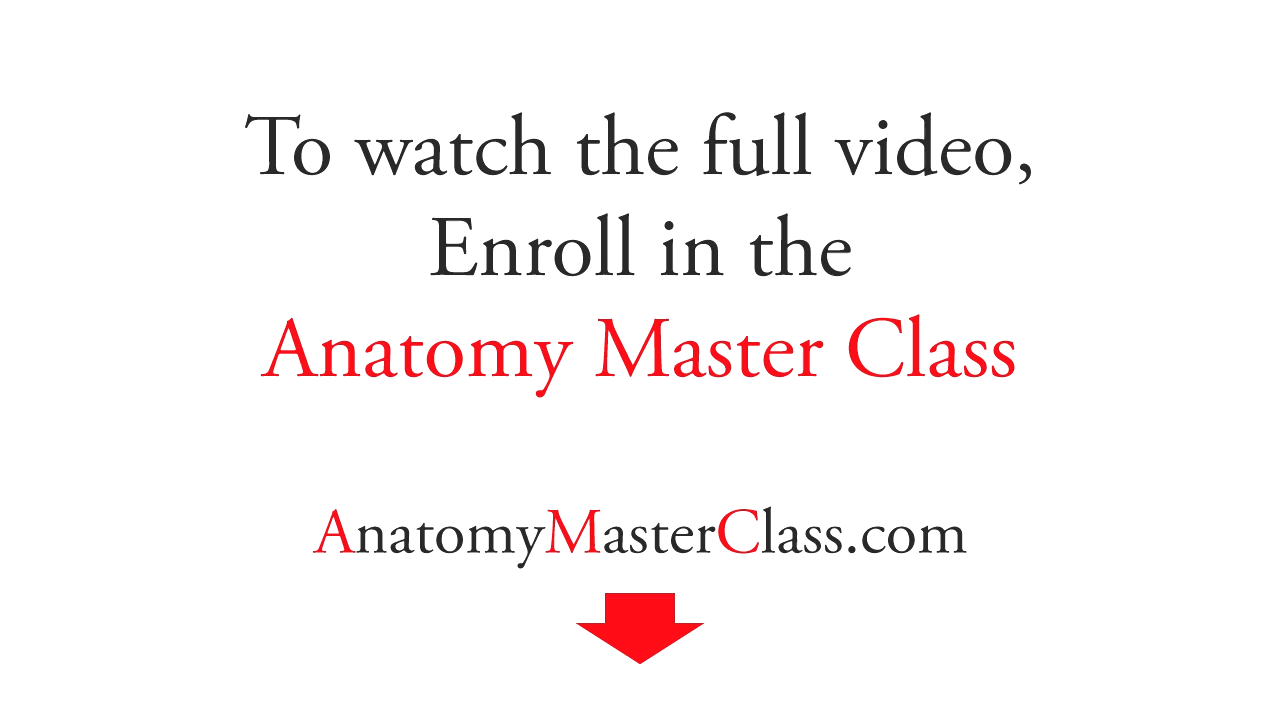 To watch the full video,
Enroll in the
Anatomy Master Class
AnatomyMasterClass.com